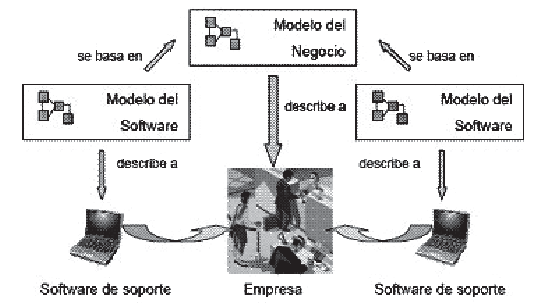 Modelo del
Negocio
se basa en
se basa en
Modelo del
Software
describe a
Modelo del
Software
describe a
describe a
Software de soporte
Empresa
Software de soporte